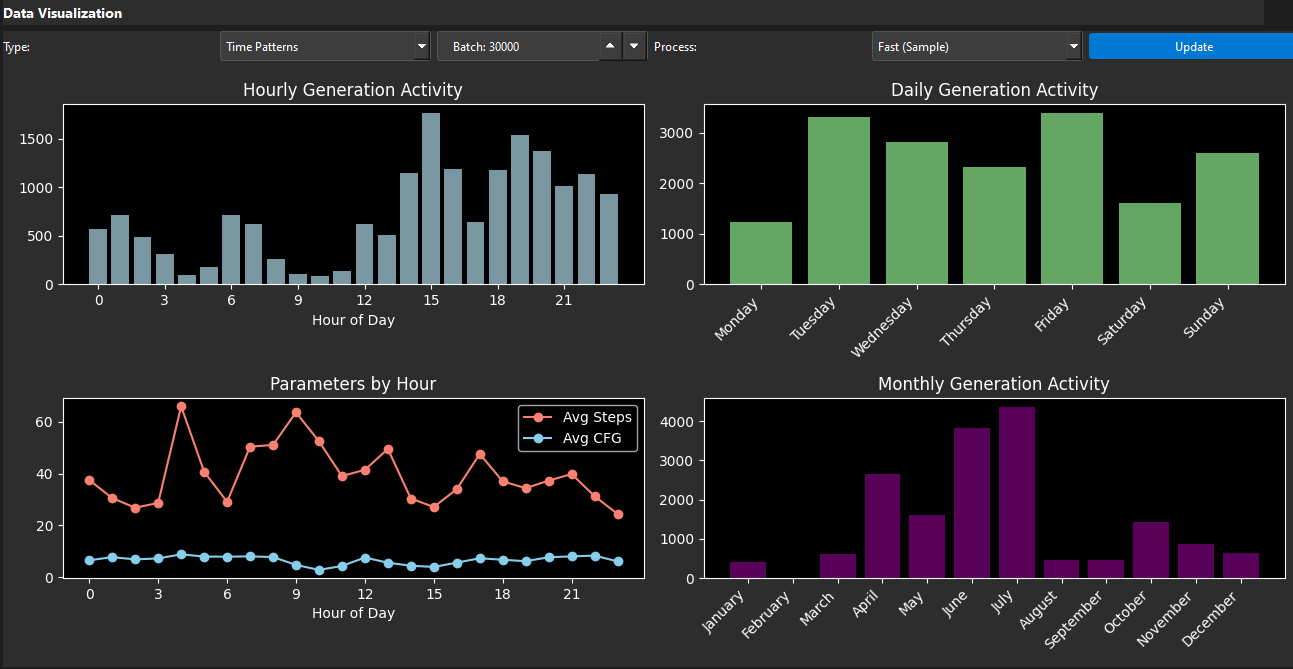 Data Visualization
Type: Time Patterns Batch: 30000 Process: Fast (Sample) Update
Hourly Generation Activity
1500
1000
500
0
0 3 6 9 12 15 18 21
Hour of Day
Daily Generation Activity
3000
2000
1000
0
Monday Tuesday Wednesday Thursday Friday Saturday Sunday
Parameters by Hour
Avg Steps
Avg CFG
60
40
20
0
0 3 6 9 12 15 18 21
Hour of Day
Monthly Generation Activity
4000
3000
2000
1000
0
January February March April May June July August September October November December